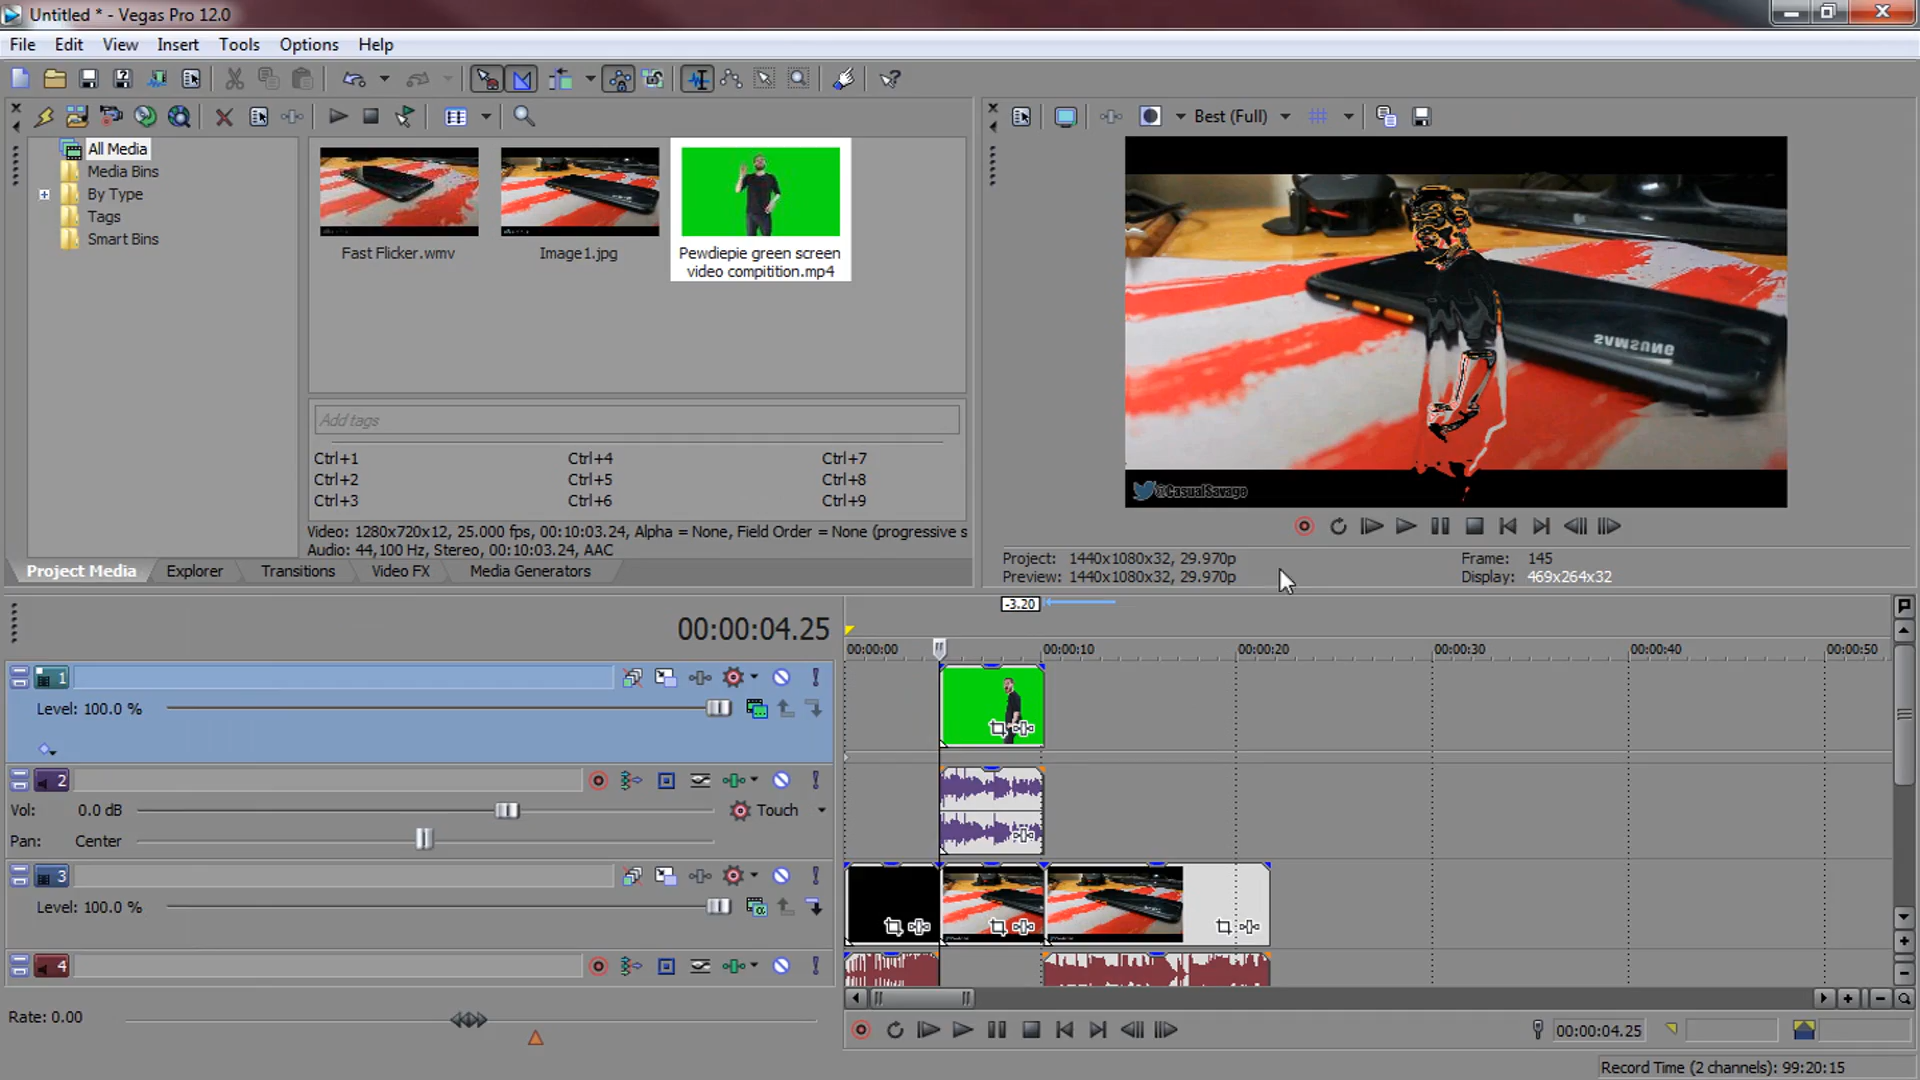 Untitled * - Vegas Pro 12.0
File Edit View Insert Tools Options Help
Best (Full)
All Media
Media Bins
By Type
Tags
Smart Bins
Fast Flicker.wmv
Image1.jpg
Pewdiepie green screen
video compitition.mp4
Add tags
Ctrl+1 Ctrl+4 Ctrl+7
Ctrl+2 Ctrl+5 Ctrl+8
Ctrl+3 Ctrl+6 Ctrl+9
Video: 1280x720x12, 25.000 fps, 00:10:03.24, Alpha = None, Field Order = None (progressive s
Audio: 44,100 Hz, Stereo, 00:10:03.24, AAC
Project Media Explorer Transitions Video FX Media Generators
SAMSUNG
@CasualSavage
Project: 1440x1080x32, 29.970p Frame: 145
Preview: 1440x1080x32, 29.970p Display: 469x264x32
-3.20
00:00:04.25
00:00:00 00:00:10 00:00:20 00:00:30 00:00:40 00:00:50
1
Level: 100.0 %
2
Vol: 0.0 dB Touch
Pan: Center
3
Level: 100.0 %
4
Rate: 0.00
00:00:04.25
Record Time (2 channels): 99:20:15